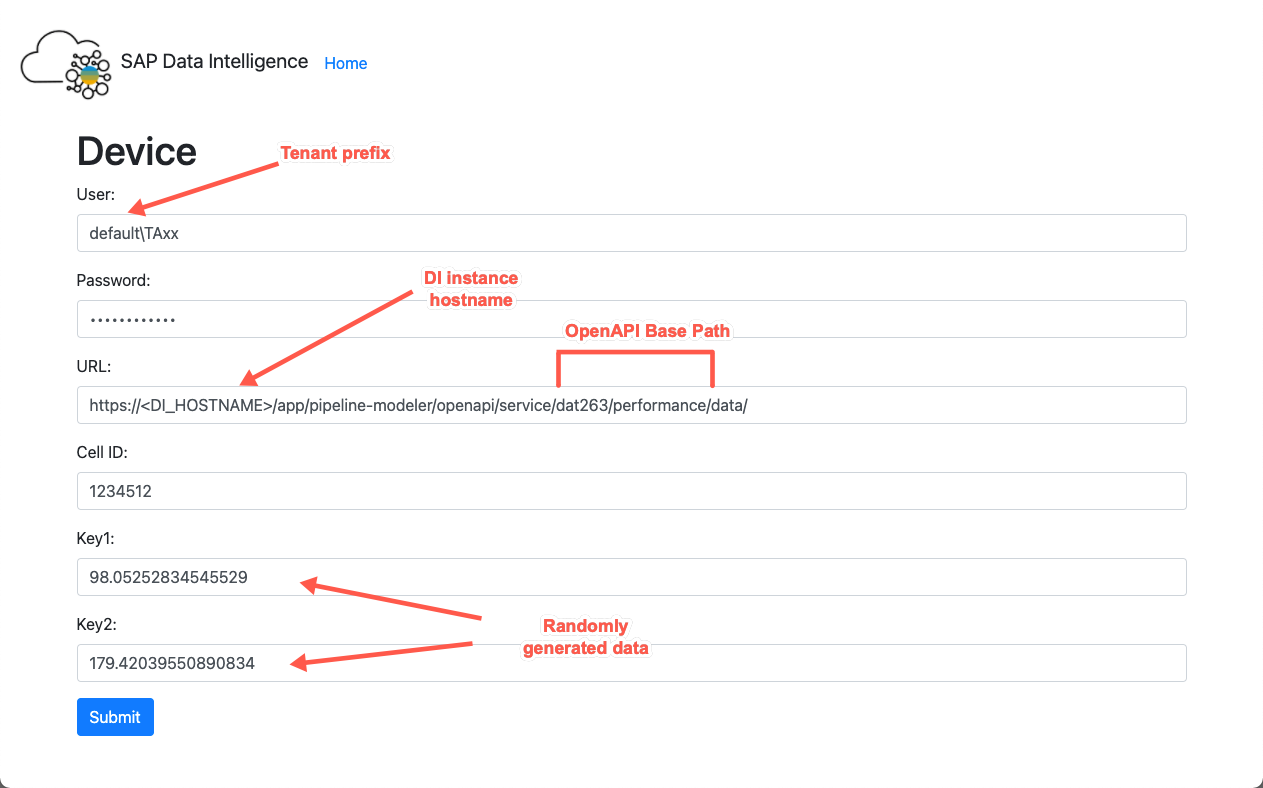 SAP Data Intelligence Home
Device
Tenant prefix
User:
default\TAxx
Password:
••••••••••••
DI instance
hostname
OpenAPI Base Path
URL:
https://<DI_HOSTNAME>/app/pipeline-modeler/openapi/service/dat263/performance/data/
Cell ID:
1234512
Key1:
98.05252834545529
Key2:
Randomly
generated data
179.42039550890834
Submit